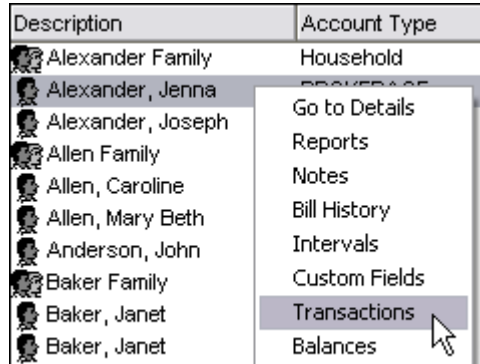 Description Account Type
Alexander Family Household
Alexander, Jenna
Alexander, Joseph
Allen Family
Allen, Caroline
Allen, Mary Beth
Anderson, John
Baker Family
Baker, Janet
Baker, Janet
Go to Details
Reports
Notes
Bill History
Intervals
Custom Fields
Transactions
Balances